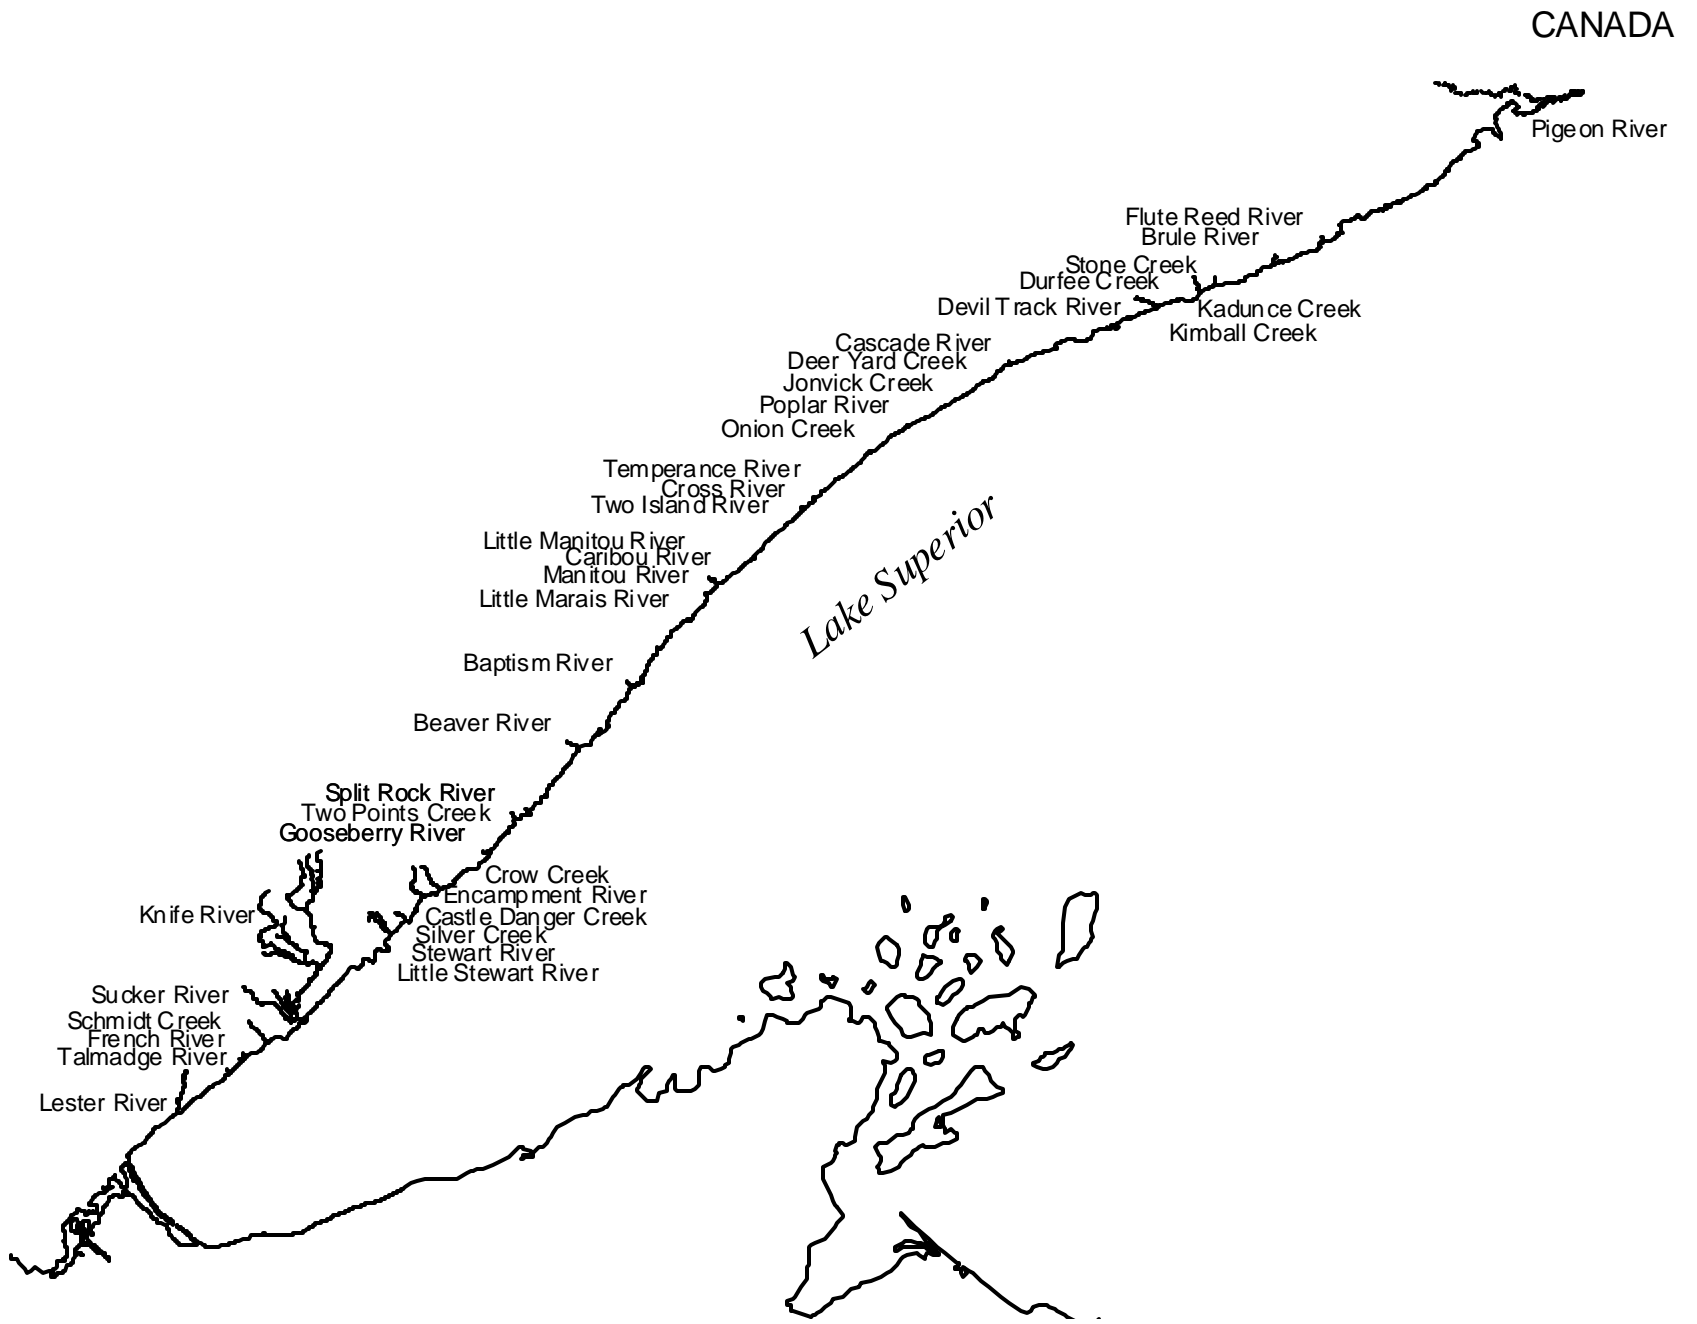 CANADA
Pigeon River
Flute Reed River
Brule River
Stone Creek
Durfee Creek
Devil Track River
Kadunce Creek
Kimball Creek
Cascade River
Deer Yard Creek
Jonvick Creek
Poplar River
Onion Creek
Temperance River
Cross River
Two Island River
Lake Superior
Little Manitou River
Caribou River
Manitou River
Little Marais River
Baptism River
Beaver River
Split Rock River
Two Points Creek
Gooseberry River
Crow Creek
Encampment River
Knife River
Castle Danger Creek
Silver Creek
Stewart River
Little Stewart River
Sucker River
Schmidt Creek
French River
Talmadge River
Lester River